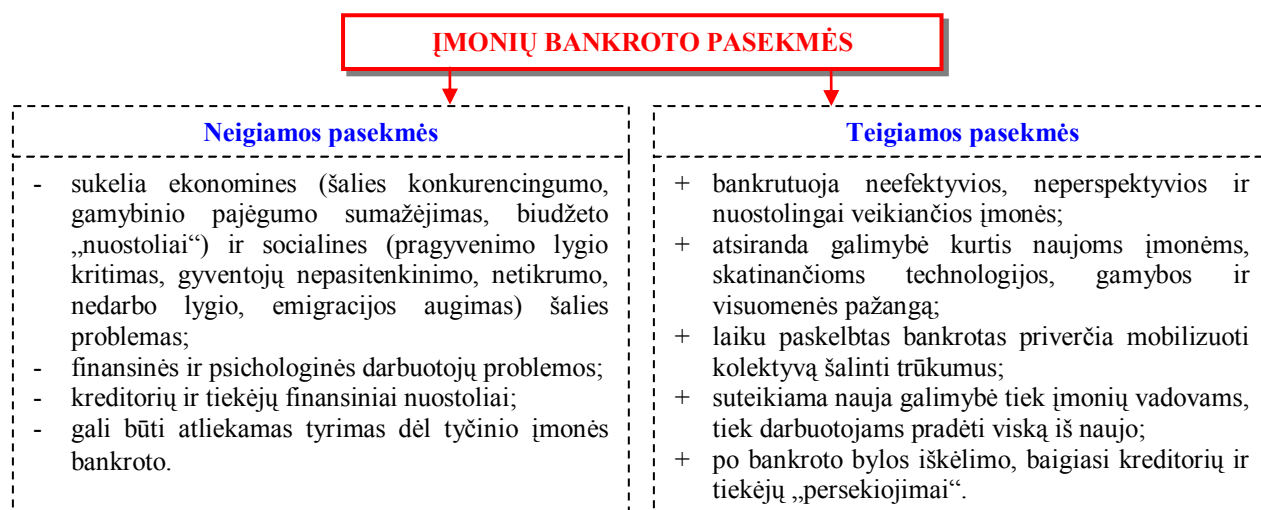 ĮMONIŲ BANKROTO PASEKMĖS
Neigiamos pasekmės
- sukelia ekonomines (šalies konkurencingumo,
gamybinio pajėgumo sumažėjimas, biudžeto
„nuostoliai“) ir socialines (pragyvenimo lygio
kritimas, gyventojų nepasitenkinimo, netikrumo,
nedarbo lygio, emigracijos augimas) šalies
problemas;
- finansinės ir psichologinės darbuotojų problemos;
- kreditorių ir tiekėjų finansiniai nuostoliai;
- gali būti atliekamas tyrimas dėl tyčinio įmonės
bankroto.
Teigiamos pasekmės
+ bankrutuoja neefektyvios, neperspektyvios ir
nuostolingai veikiančios įmonės;
+ atsiranda galimybė kurtis naujoms įmonėms,
skatinančioms technologijos, gamybos ir
visuomenės pažangą;
+ laiku paskelbtas bankrotas priverčia mobilizuoti
kolektyvą šalinti trūkumus;
+ suteikiama nauja galimybė tiek įmonių vadovams,
tiek darbuotojams pradėti viską iš naujo;
+ po bankroto bylos iškėlimo, baigiasi kreditorių ir
tiekėjų „persekiojimai“.